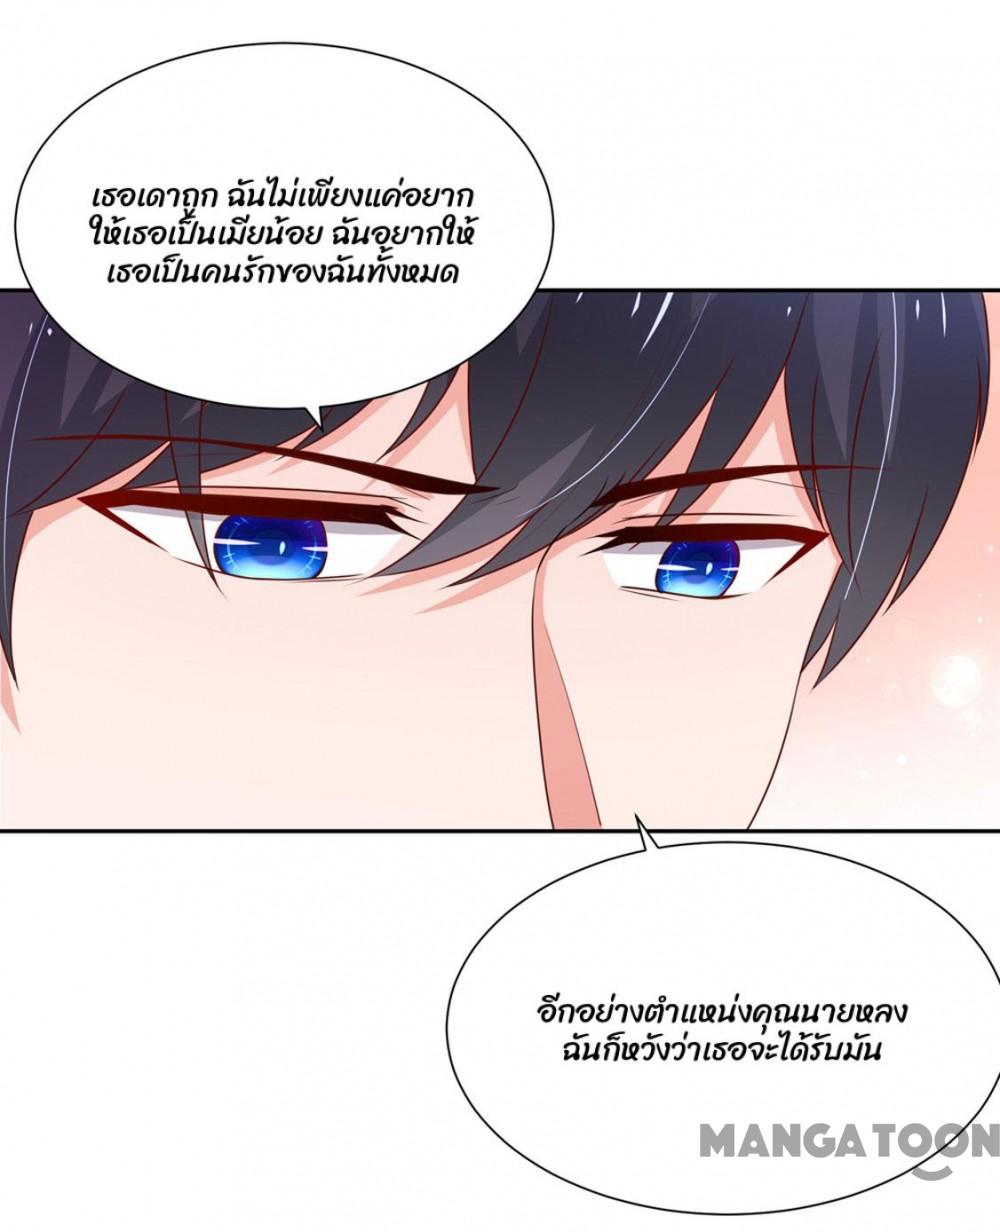 เธอเดาถูก ฉันไม่เพียงแค่อยาก
ให้เธอเป็นเมียน้อย ฉันอยากให้
เธอเป็นคนรักของฉันทั้งหมด
อีกอย่างตำแหน่งคุณนายหลง
ฉันก็หวังว่าเธอจะได้รับมัน
MANGATOON